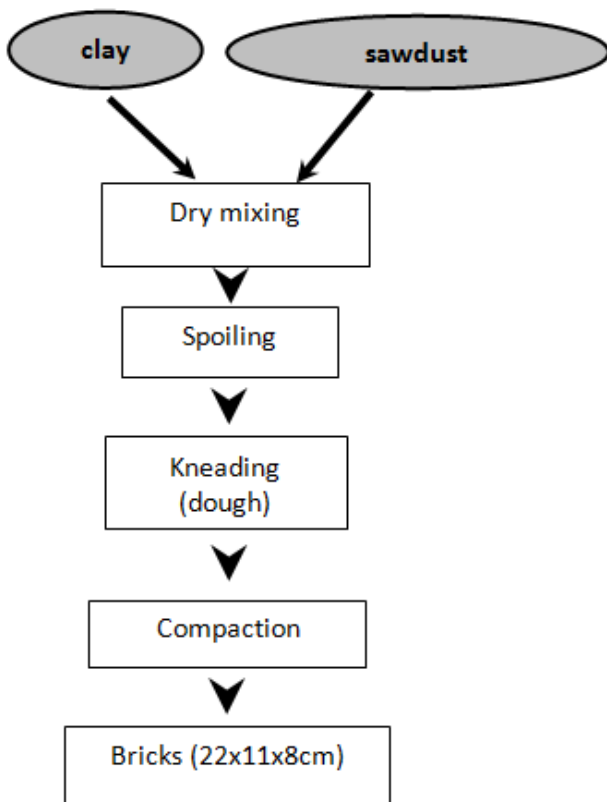 clay
sawdust
Dry mixing
Spoiling
Kneading
(dough)
Compaction
Bricks (22x11x8cm)